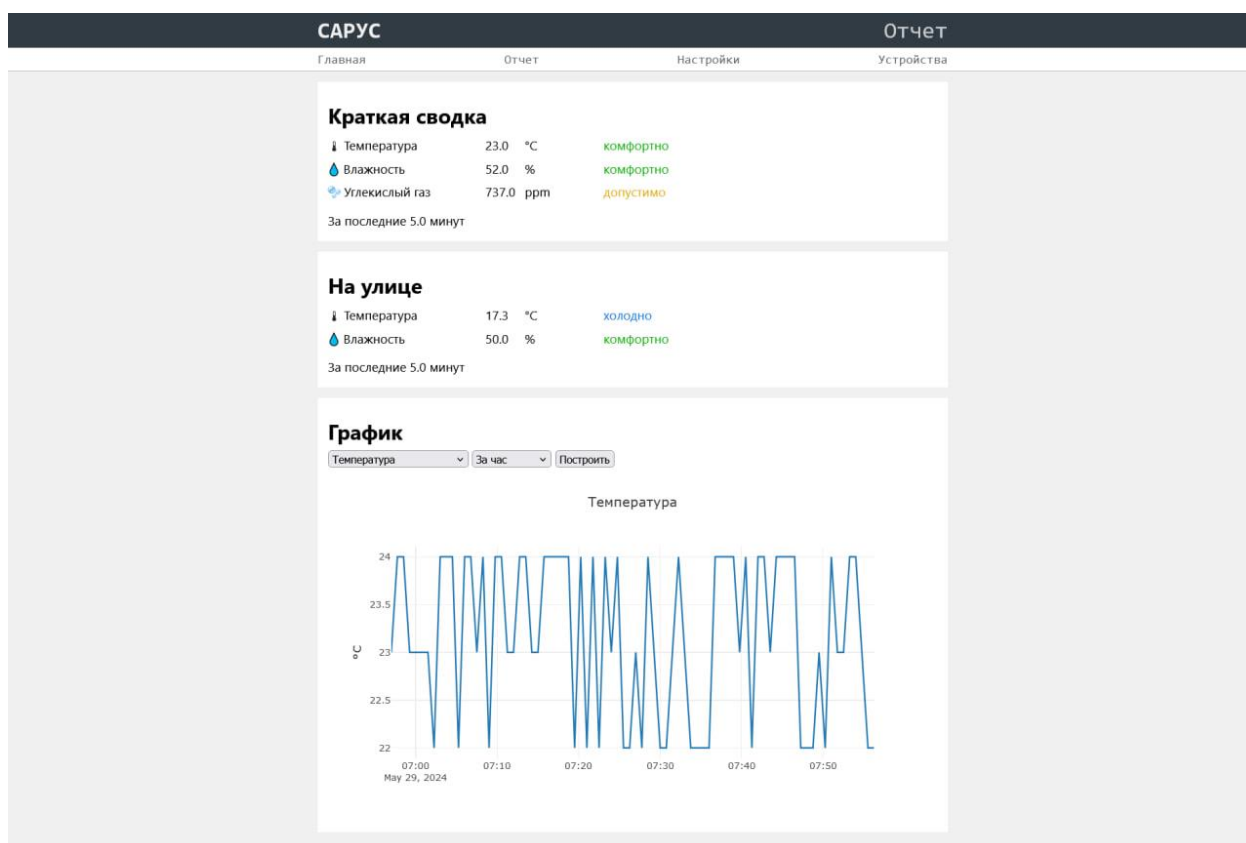 САРУС Отчет
Главная Отчет Настройки Устройства
Краткая сводка
Температура 23.0 °C комфортно
Влажность 52.0 % комфортно
Углекислый газ 737.0 ppm допустимо
За последние 5.0 минут
На улице
Температура 17.3 °C холодно
Влажность 50.0 % комфортно
За последние 5.0 минут
График
Температура За час Построить
Температура
24
23.5
23
22.5
22
°C
07:00 07:10 07:20 07:30 07:40 07:50
May 29, 2024